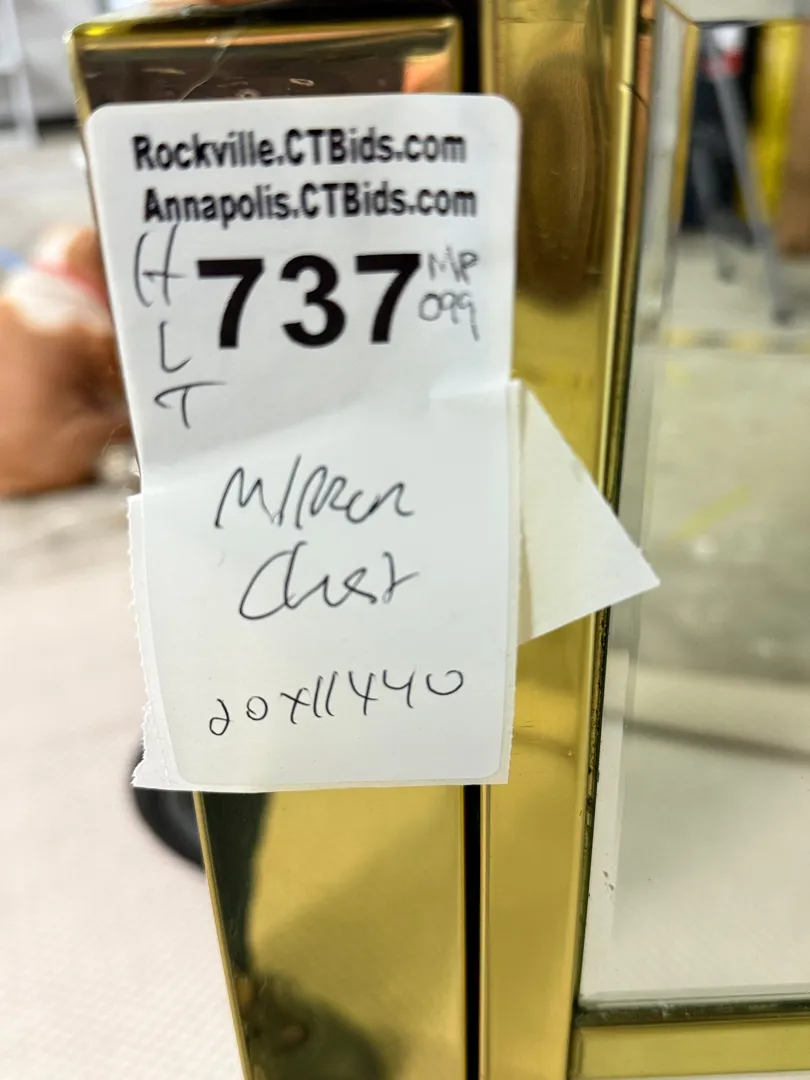 Rockville.CTBids.com
Annapolis.CTBids.com
H 737 MP
099
L
T
Mirror
Chest
20x11x40